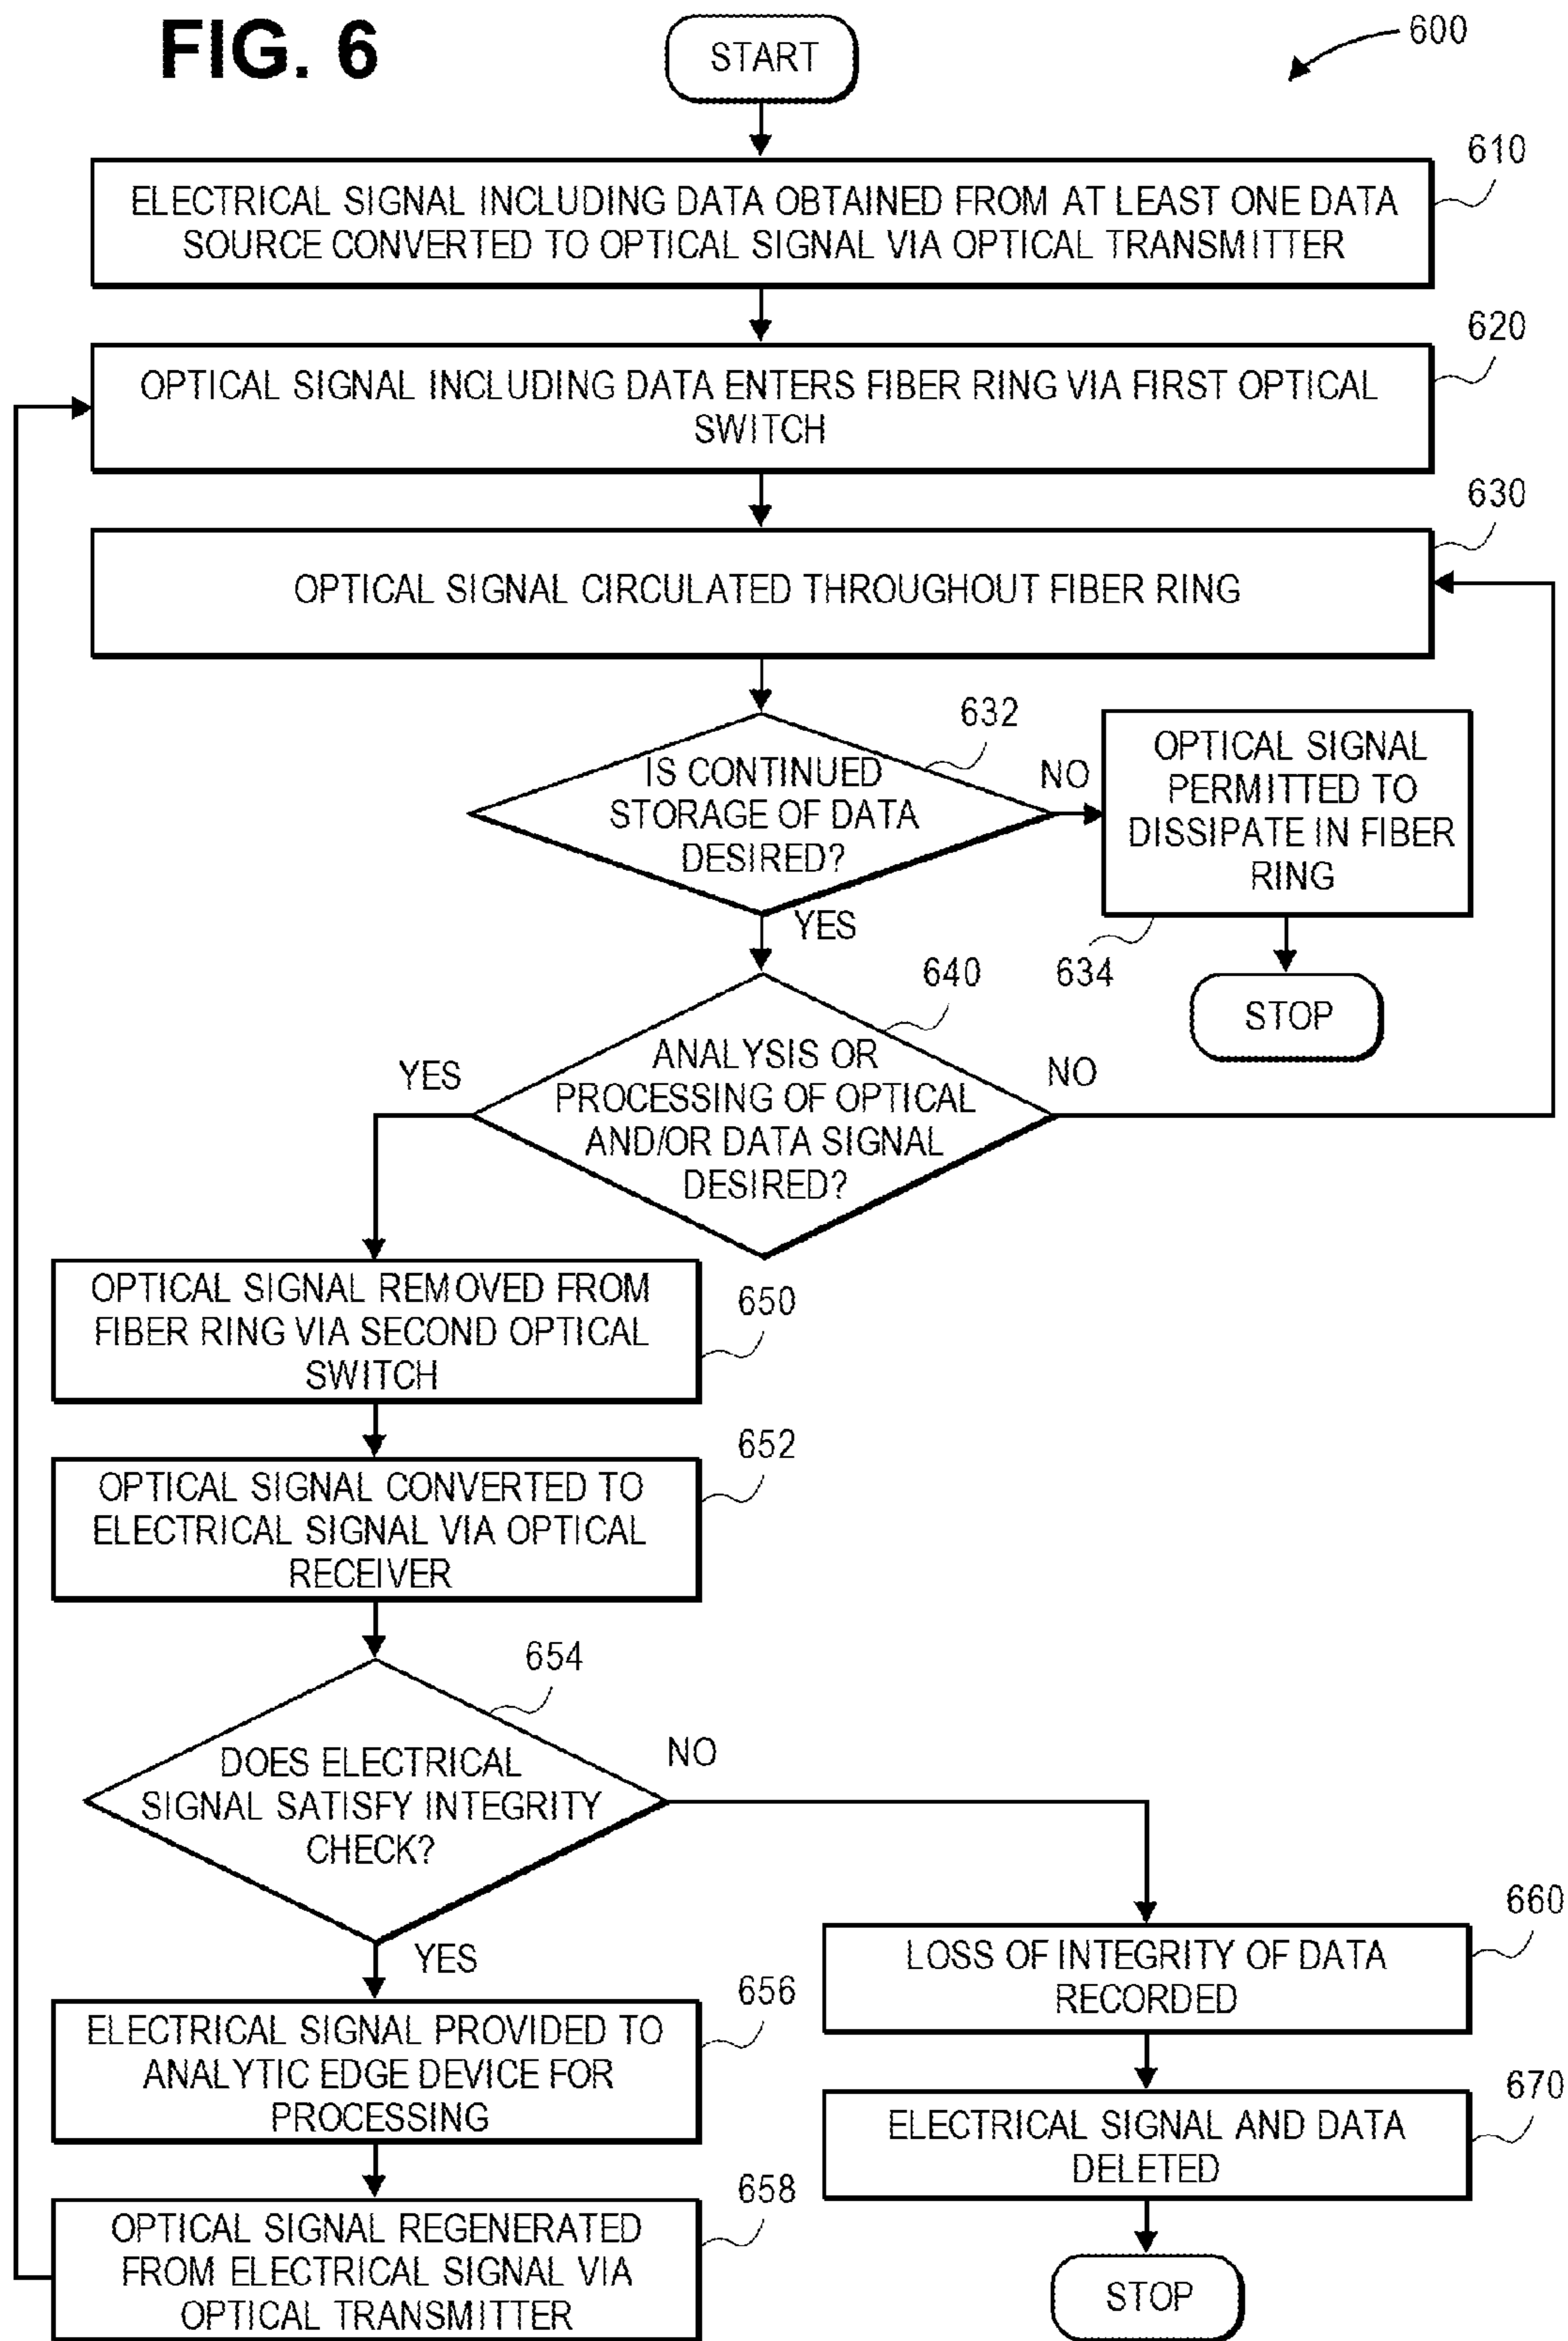 FIG. 6
START
600
610
ELECTRICAL SIGNAL INCLUDING DATA OBTAINED FROM AT LEAST ONE DATA
SOURCE CONVERTED TO OPTICAL SIGNAL VIA OPTICAL TRANSMITTER
620
OPTICAL SIGNAL INCLUDING DATA ENTERS FIBER RING VIA FIRST OPTICAL
SWITCH
630
OPTICAL SIGNAL CIRCULATED THROUGHOUT FIBER RING
632
IS CONTINUED
STORAGE OF DATA
DESIRED?
NO
OPTICAL SIGNAL
PERMITTED TO
DISSIPATE IN FIBER
RING
634
STOP
YES
640
ANALYSIS OR
PROCESSING OF OPTICAL
AND/OR DATA SIGNAL
DESIRED?
YES
NO
OPTICAL SIGNAL REMOVED FROM
FIBER RING VIA SECOND OPTICAL
SWITCH
650
652
OPTICAL SIGNAL CONVERTED TO
ELECTRICAL SIGNAL VIA OPTICAL
RECEIVER
654
DOES ELECTRICAL
SIGNAL SATISFY INTEGRITY
CHECK?
NO
YES
656
ELECTRICAL SIGNAL PROVIDED TO
ANALYTIC EDGE DEVICE FOR
PROCESSING
658
OPTICAL SIGNAL REGENERATED
FROM ELECTRICAL SIGNAL VIA
OPTICAL TRANSMITTER
660
LOSS OF INTEGRITY OF DATA
RECORDED
670
ELECTRICAL SIGNAL AND DATA
DELETED
STOP